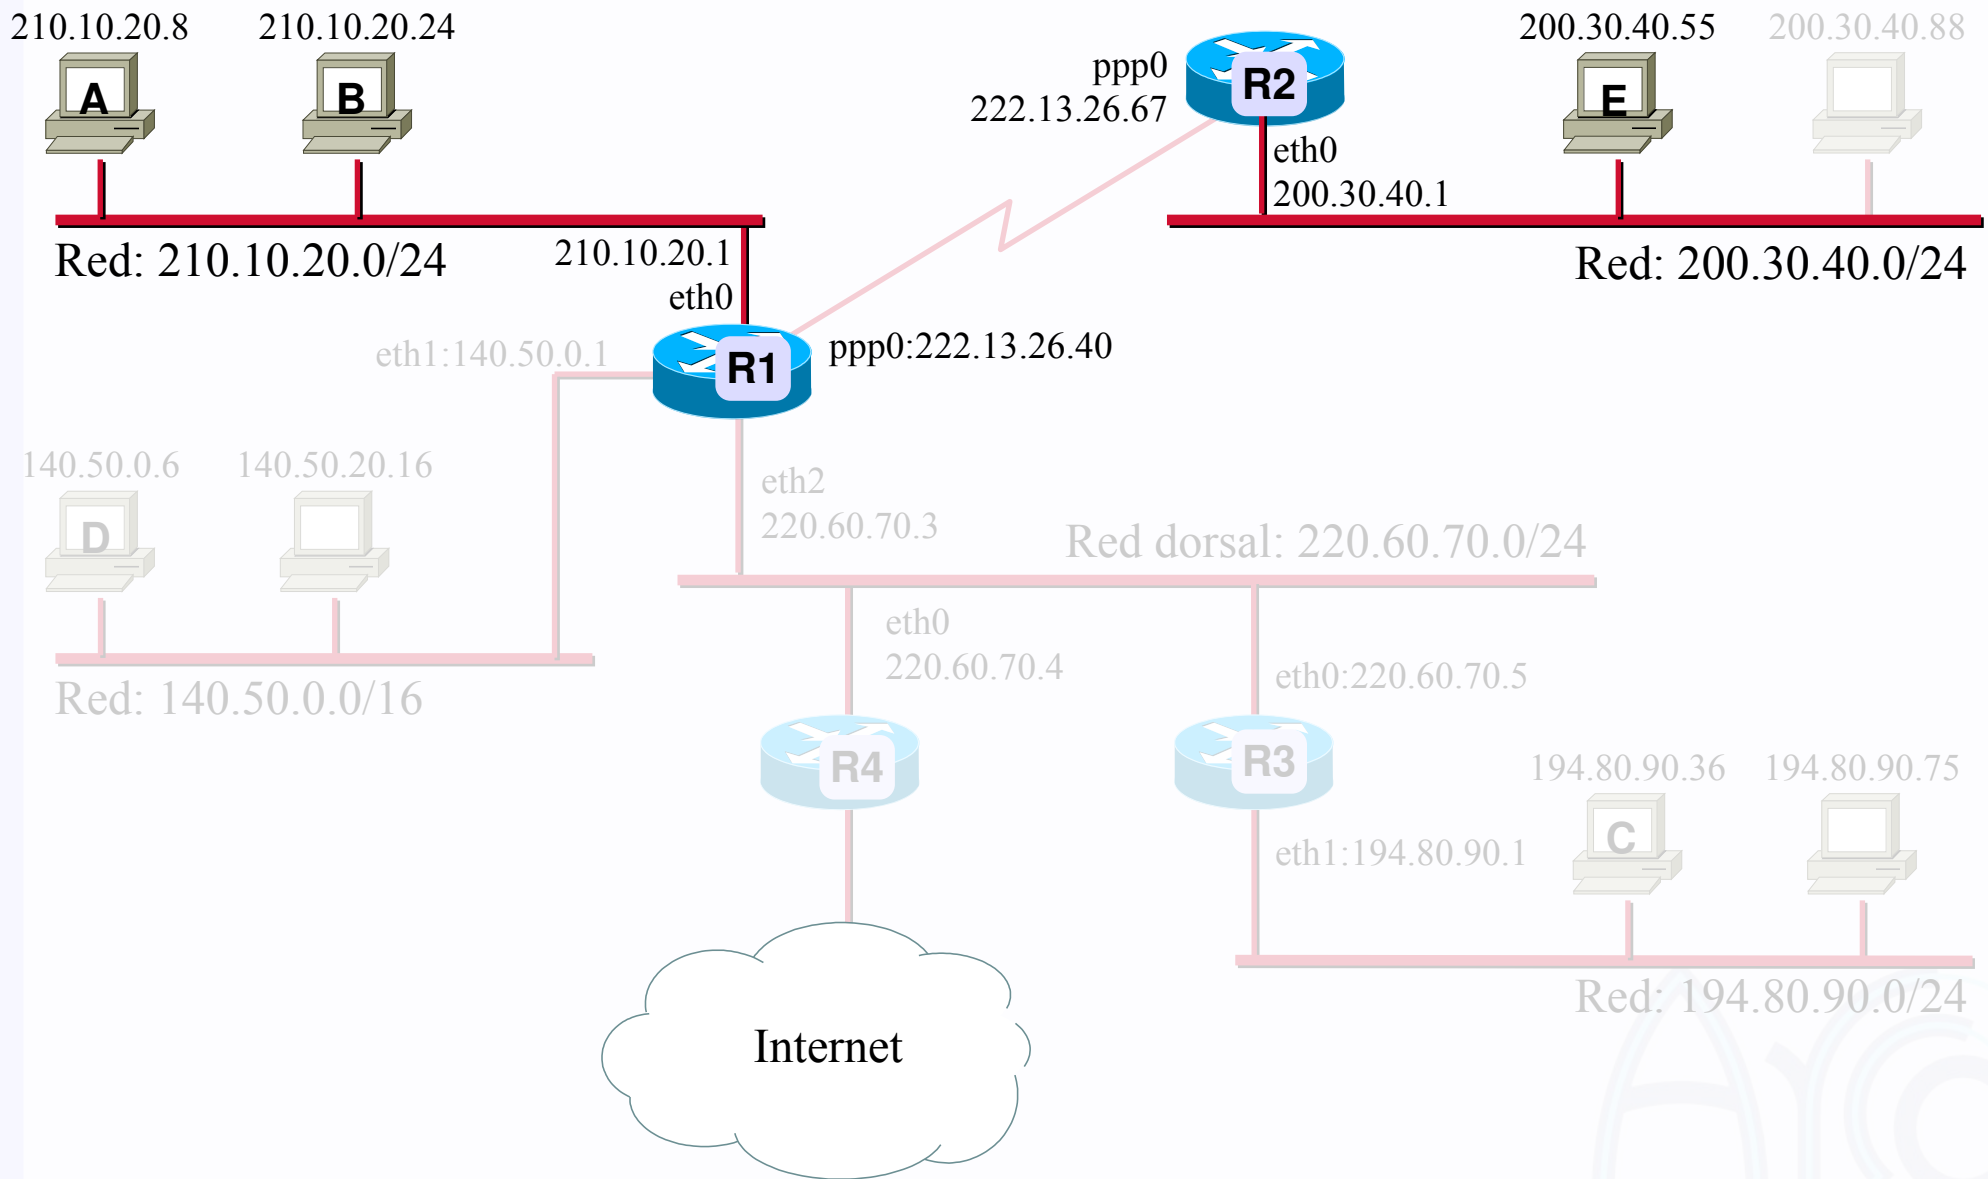 210.10.20.8
210.10.20.24
200.30.40.55
200.30.40.88
A
B
ppp0
222.13.26.67
R2
E
eth0
200.30.40.1
Red: 210.10.20.0/24
210.10.20.1
eth0
Red: 200.30.40.0/24
eth1:140.50.0.1
R1
ppp0:222.13.26.40
140.50.0.6
140.50.20.16
D
eth2
220.60.70.3
Red dorsal: 220.60.70.0/24
Red: 140.50.0.0/16
eth0
220.60.70.4
eth0:220.60.70.5
R4
R3
194.80.90.36
194.80.90.75
eth1:194.80.90.1
C
Red: 194.80.90.0/24
Internet